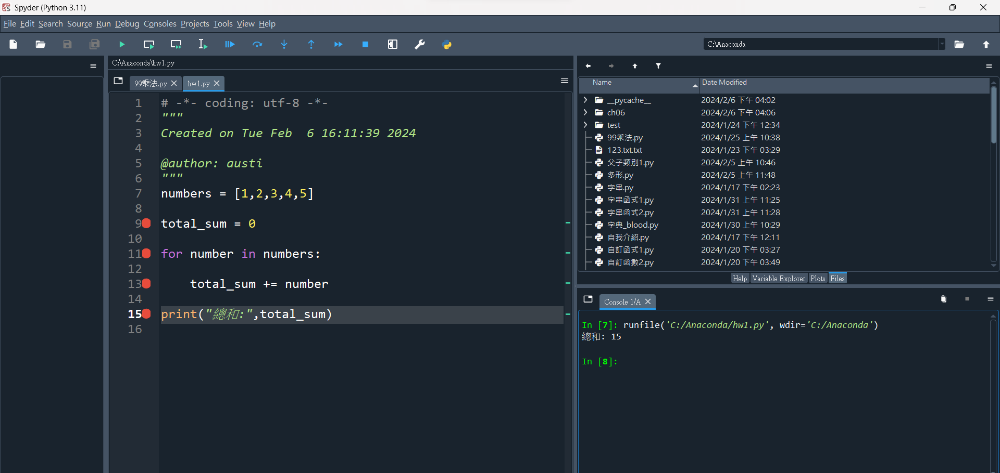 Spyder (Python 3.11)
File Edit Search Source Run Debug Consoles Projects Tools View Help
C:\Anaconda
C:\Anaconda\hw1.py
99乘法.py hw1.py
1 # -*- coding: utf-8 -*-
2 """
3 Created on Tue Feb  6 16:11:39 2024
4
5 @author: austi
6 """
7 numbers = [1,2,3,4,5]
8
9 total_sum = 0
10
11 for number in numbers:
12
13     total_sum += number
14
15 print("總和:",total_sum)
16
Name Date Modified
__pycache__ 2024/2/6 下午 04:02
ch06 2024/2/6 下午 04:06
test 2024/1/24 下午 12:34
99乘法.py 2024/1/25 上午 10:38
123.txt.txt 2024/1/23 下午 03:29
父子類別1.py 2024/2/5 上午 10:46
多形.py 2024/2/5 上午 11:48
字串.py 2024/1/17 下午 02:23
字串函式1.py 2024/1/31 上午 11:25
字串函式2.py 2024/1/31 上午 11:28
字典_blood.py 2024/1/30 上午 10:29
自我介紹.py 2024/1/17 下午 12:11
自訂函式1.py 2024/1/20 下午 03:27
自訂函數2.py 2024/1/20 下午 03:49
Help Variable Explorer Plots Files
Console 1/A
In [7]: runfile('C:/Anaconda/hw1.py', wdir='C:/Anaconda')
總和: 15
In [8]: